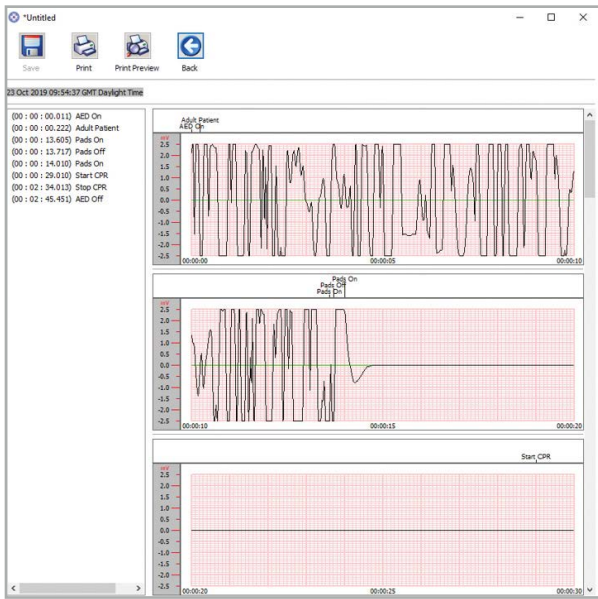 *Untitled
Save Print Print Preview Back
23 Oct 2019 09:54:37 GMT Daylight Time
(00 : 00 : 00.011) AED On
(00 : 00 : 00.222) Adult Patient
(00 : 00 : 13.605) Pads On
(00 : 00 : 13.717) Pads Off
(00 : 00 : 14.010) Pads On
(00 : 00 : 29.010) Start CPR
(00 : 02 : 34.013) Stop CPR
(00 : 02 : 45.451) AED Off
Adult Patient
AED On
mV
2.5
2.0
1.5
1.0
0.5
0.0
-0.5
-1.0
-1.5
-2.0
-2.5
00:00:00 00:00:05 00:00:10
Pads On
Pads Off
Pads On
mV
2.5
2.0
1.5
1.0
0.5
0.0
-0.5
-1.0
-1.5
-2.0
-2.5
00:00:10 00:00:15 00:00:20
Start CPR
mV
2.5
2.0
1.5
1.0
0.5
0.0
-0.5
-1.0
-1.5
-2.0
-2.5
00:00:20 00:00:25 00:00:30